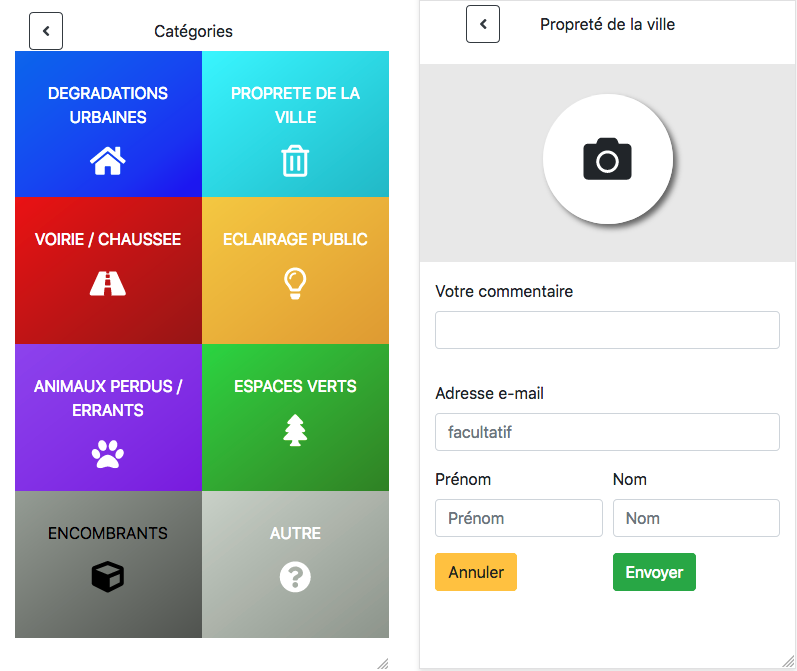 Catégories
DEGRADATIONS
URBAINES
PROPRETE DE LA
VILLE
VOIRIE / CHAUSSEE
ECLAIRAGE PUBLIC
ANIMAUX PERDUS /
ERRANTS
ESPACES VERTS
ENCOMBRANTS
AUTRE
Propreté de la ville
Votre commentaire
Adresse e-mail
facultatif
Prénom Nom
Prénom Nom
Annuler Envoyer